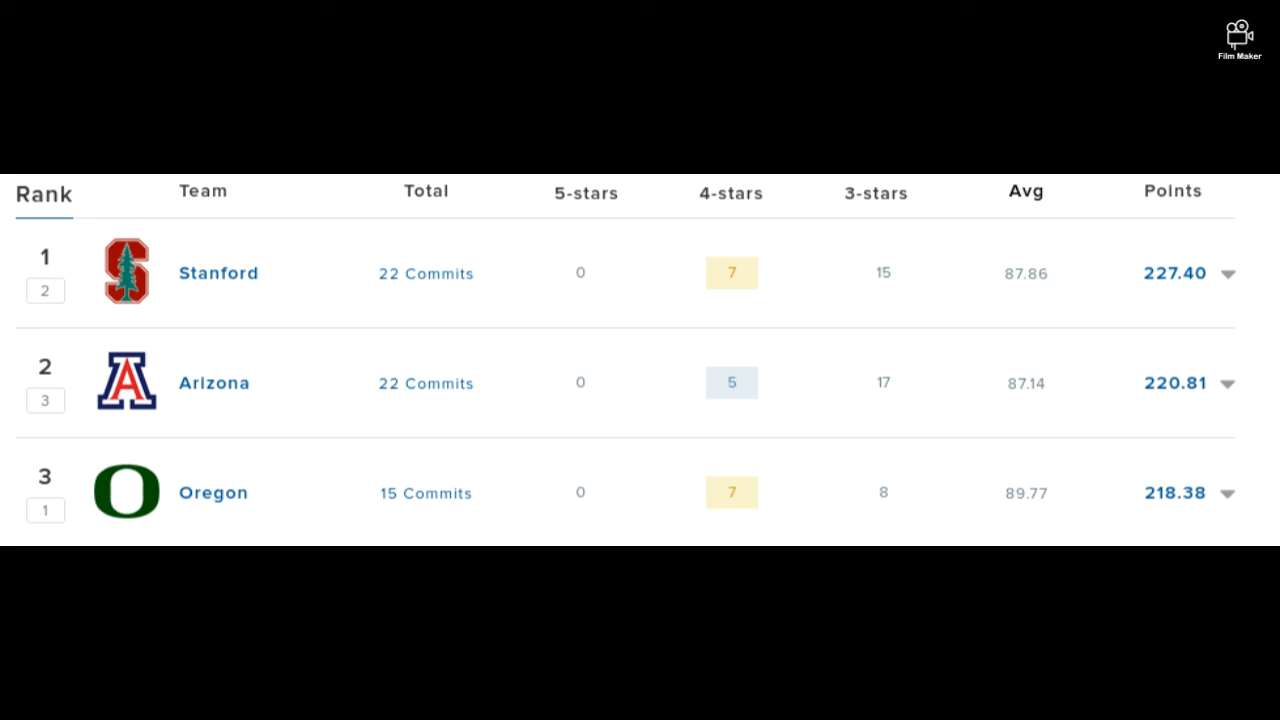 Film Maker
Rank Team Total 5-stars 4-stars 3-stars Avg Points
1 Stanford 22 Commits 0 7 15 87.86 227.40
2
2 A Arizona 22 Commits 0 5 17 87.14 220.81
3
3 O Oregon 15 Commits 0 7 8 89.77 218.38
1